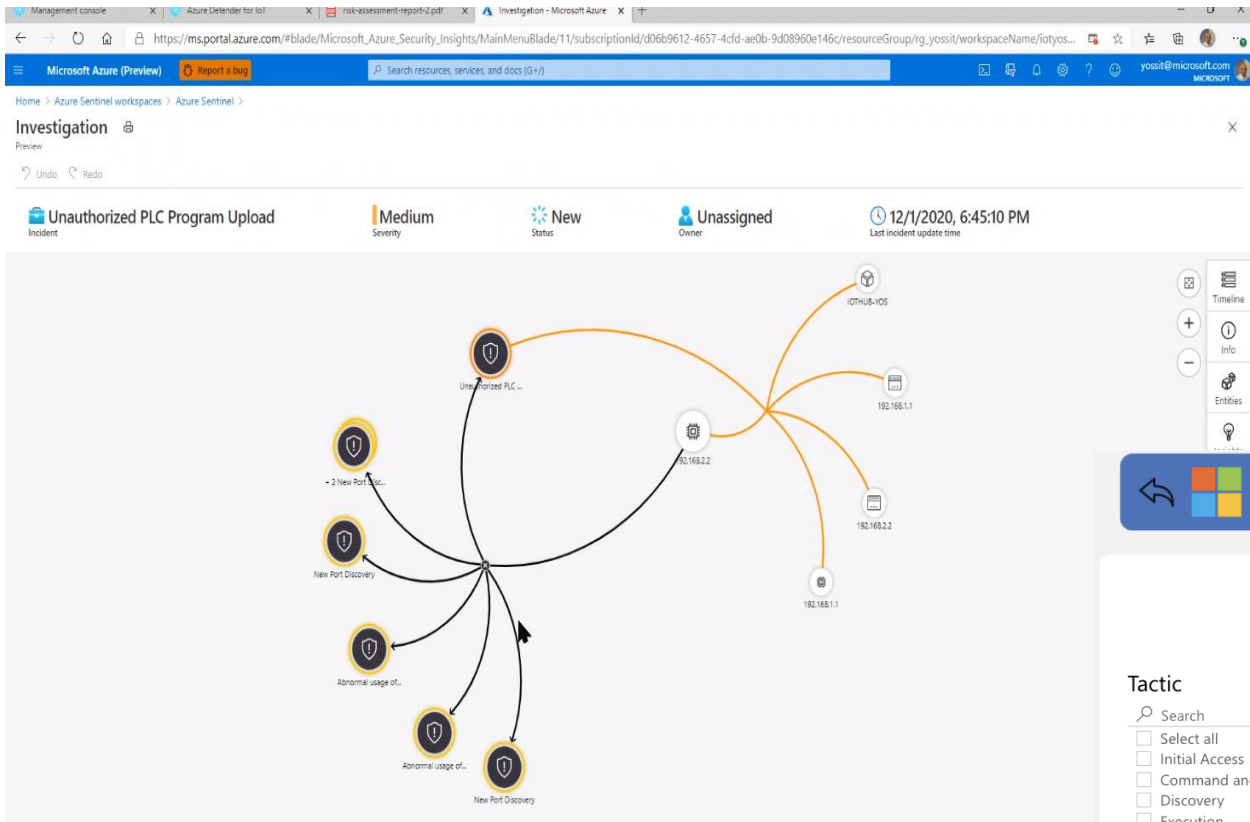 Management console X Azure Defender for IoT X risk-assessment-report-2.pdf X Investigation - Microsoft Azure X +
https://ms.portal.azure.com/#blade/Microsoft_Azure_Security_Insights/MainMenuBlade/11/subscriptionId/d06b9612-4657-4cfd-ae0b-9d08960e146c/resourceGroup/rg_yossit/workspaceName/iotyos...
Microsoft Azure (Preview) Report a bug Search resources, services, and docs (G+/) yossit@microsoft.com
MICROSOFT
Home > Azure Sentinel workspaces > Azure Sentinel >
Investigation
Preview
Undo Redo
Unauthorized PLC Program Upload Medium New Unassigned 12/1/2020, 6:45:10 PM
Incident Severity Status Owner Last incident update time
IOTHUB-YOS
Timeline
Info
Unauthorized PLC ...
192.168.1.1
Entities
192.168.2.2
+ 2 New Port Disc...
192.168.2.2
New Port Discovery
192.168.1.1
Abnormal usage of...
Abnormal usage of...
New Port Discovery
Tactic
Search
Select all
Initial Access
Command an
Discovery
Execution